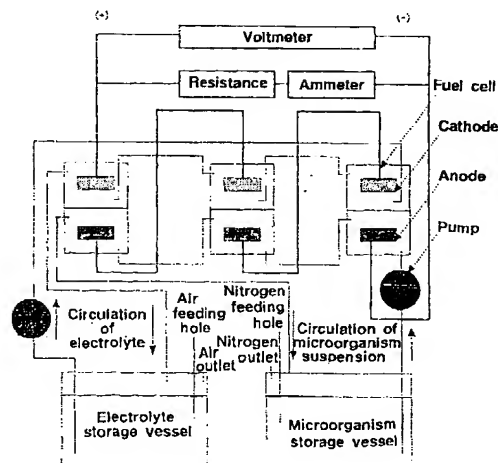 (+)
(-)
Voltmeter
Resistance
Ammeter
Fuel cell
Cathode
Anode
Pump
Circulation
of
electrolyte
Air
feeding
hole
Air
outlet
Nitrogen
feeding
hole
Nitrogen
outlet
Circulation of
microorganism
suspension
Electrolyte
storage vessel
Microorganism
storage vessel